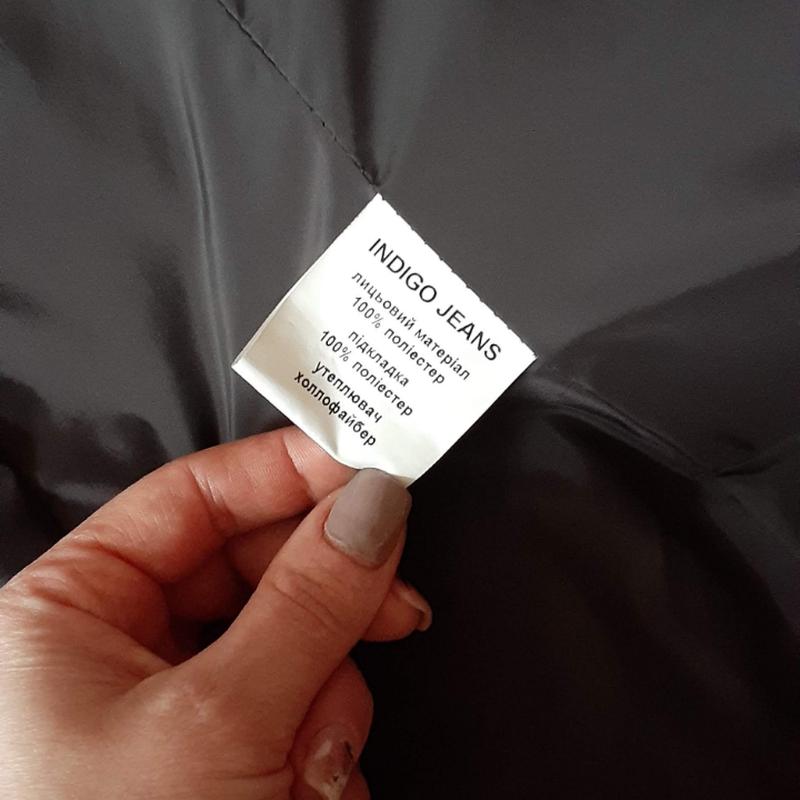 INDIGO JEANS
лицьовий матеріал
100% поліестер
підкладка
100% поліестер
утеплювач
холлофайбер